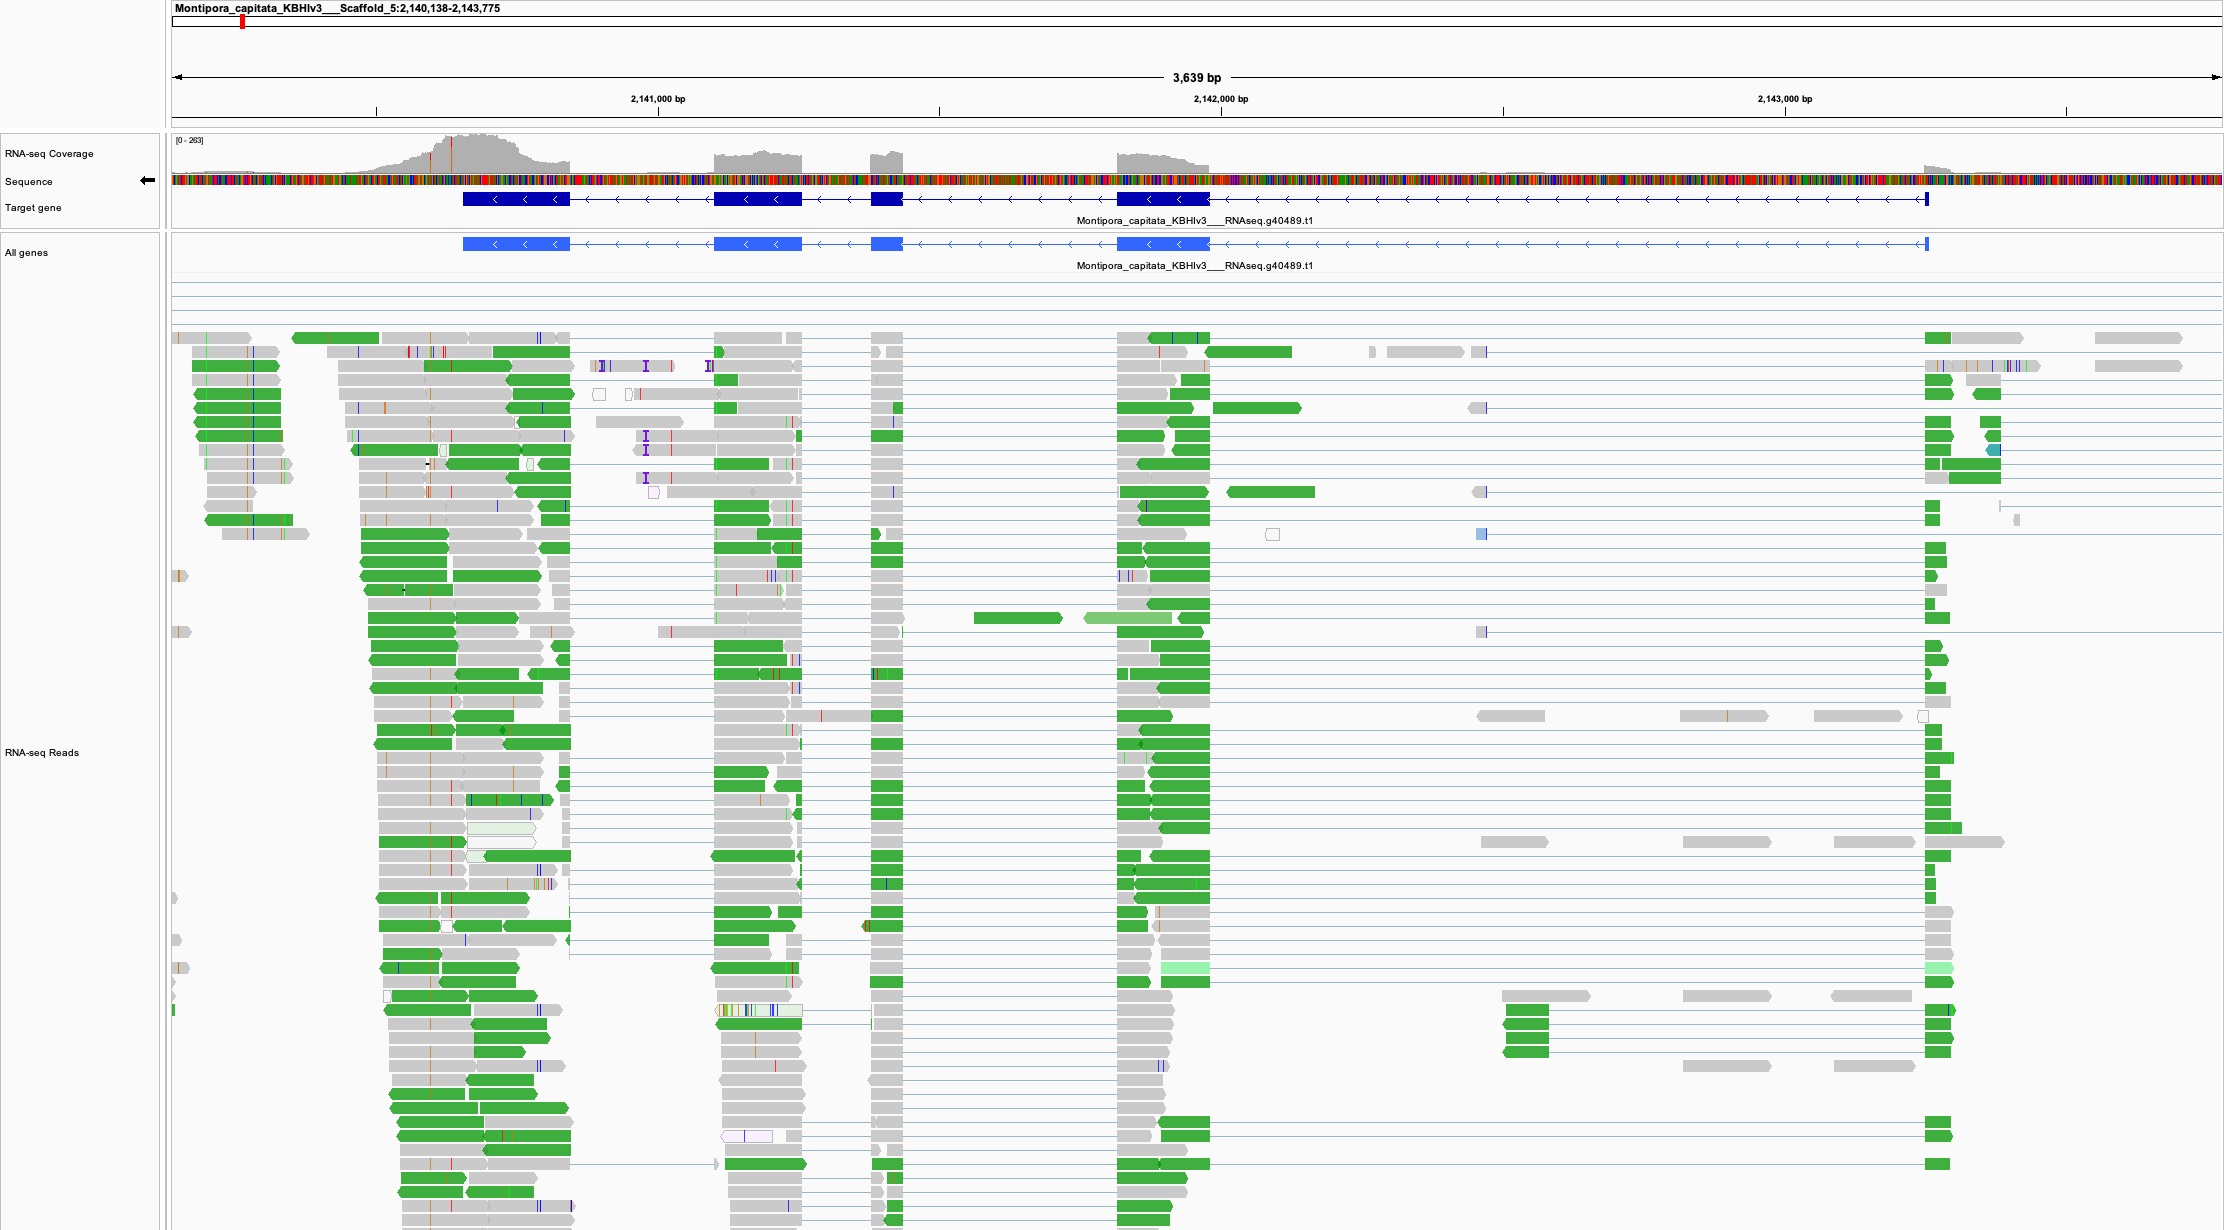 Montipora_capitata_KBHIv3___Scaffold_5:2,140,138-2,143,775
3,639 bp
2,141,000 bp 2,142,000 bp 2,143,000 bp
[0 - 263]
RNA-seq Coverage
Sequence
Target gene
Montipora_capitata_KBHIv3___RNAseq.g40489.t1
All genes
Montipora_capitata_KBHIv3___RNAseq.g40489.t1
RNA-seq Reads